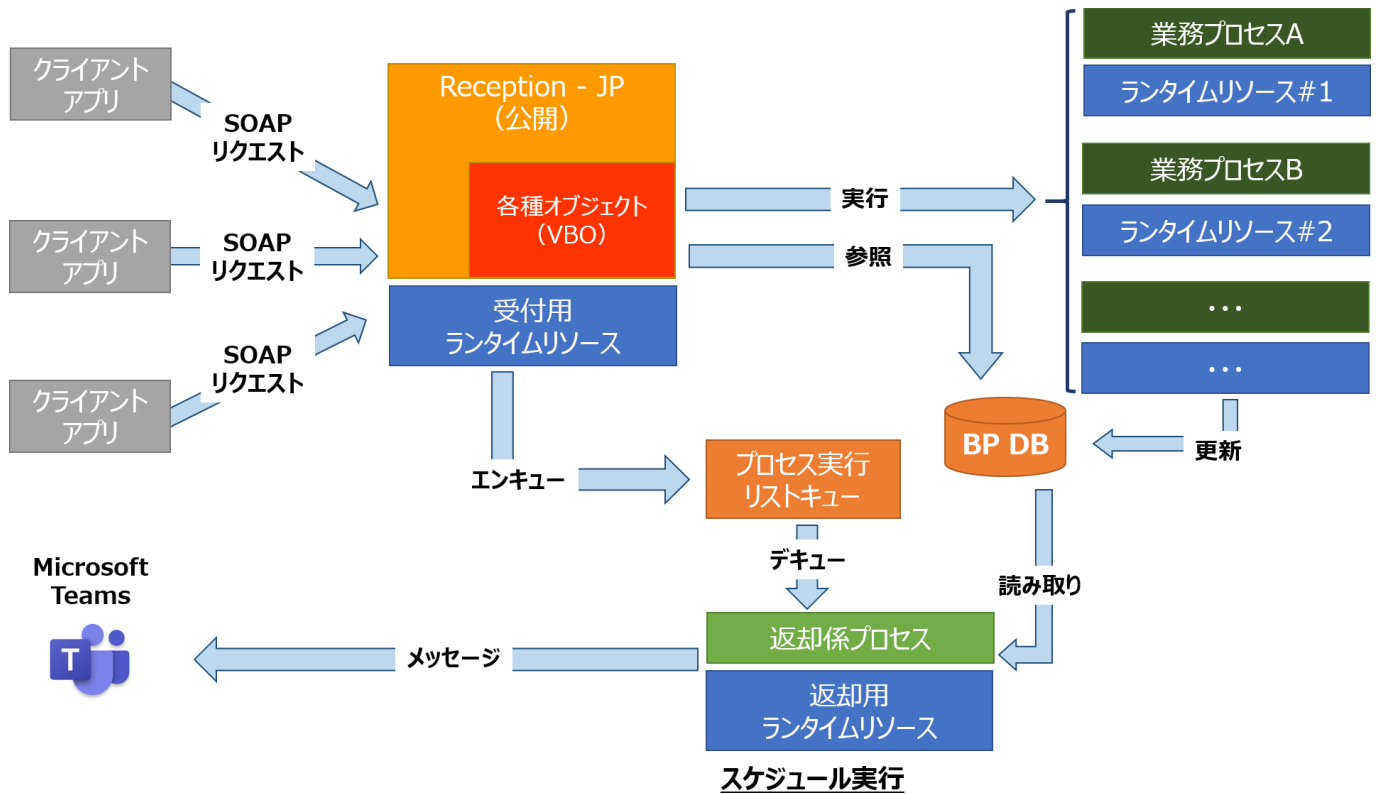 クライアント
アプリ
SOAP
リクエスト
クライアント
アプリ
SOAP
リクエスト
クライアント
アプリ
SOAP
リクエスト
Reception - JP
（公開）
各種オブジェクト
（VBO）
受付用
ランタイムリソース
実行
参照
業務プロセスA
ランタイムリソース#1
業務プロセスB
ランタイムリソース#2
・・・
・・・
更新
BP DB
エンキュー
プロセス実行
リストキュー
デキュー
読み取り
返却係プロセス
返却用
ランタイムリソース
スケジュール実行
メッセージ
Microsoft
Teams
T